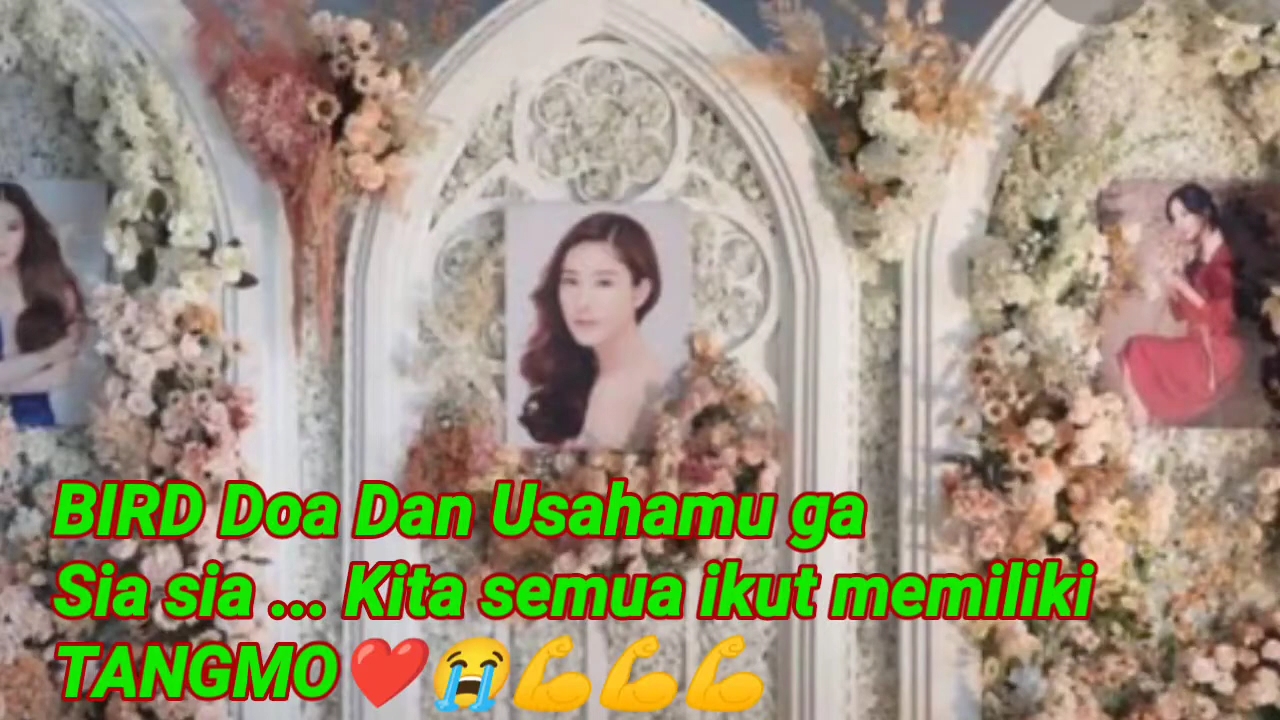 BIRD Doa Dan Usahamu ga
Sia sia ... Kita semua ikut memiliki
TANGMO❤️😭💪💪💪